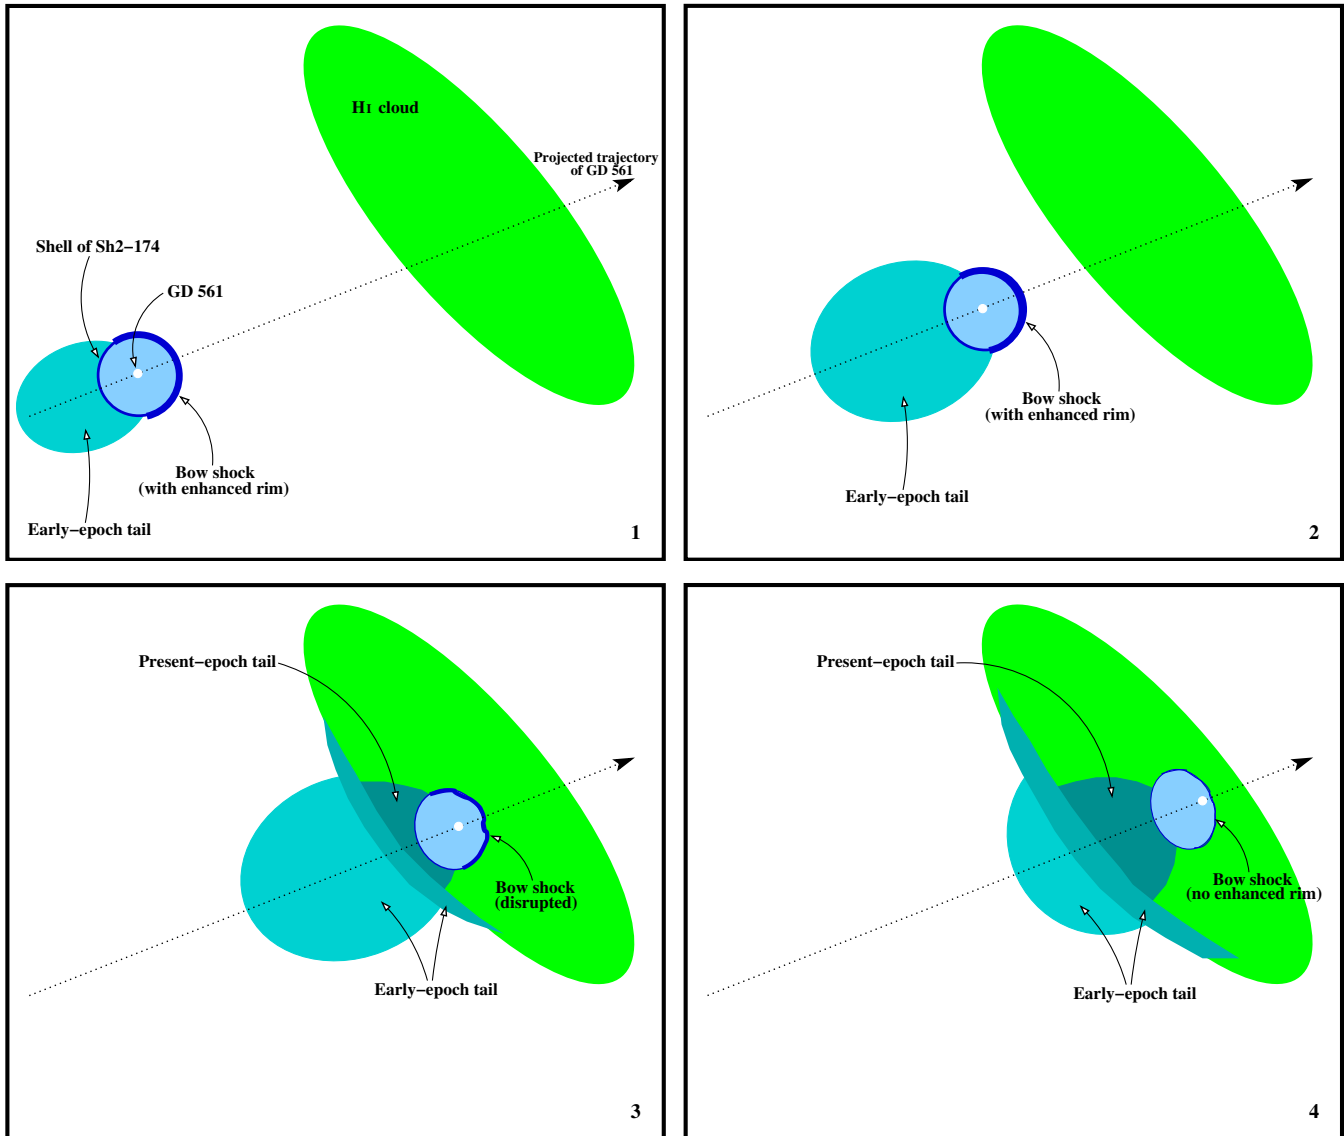 HI cloud
Projected trajectory
of GD 561
Shell of Sh2−174
GD 561
Bow shock
(with enhanced rim)
Early−epoch tail
1
Bow shock
(with enhanced rim)
Early−epoch tail
2
Present−epoch tail
Bow shock
(disrupted)
Early−epoch tail
3
Present−epoch tail
Bow shock
(no enhanced rim)
Early−epoch tail
4